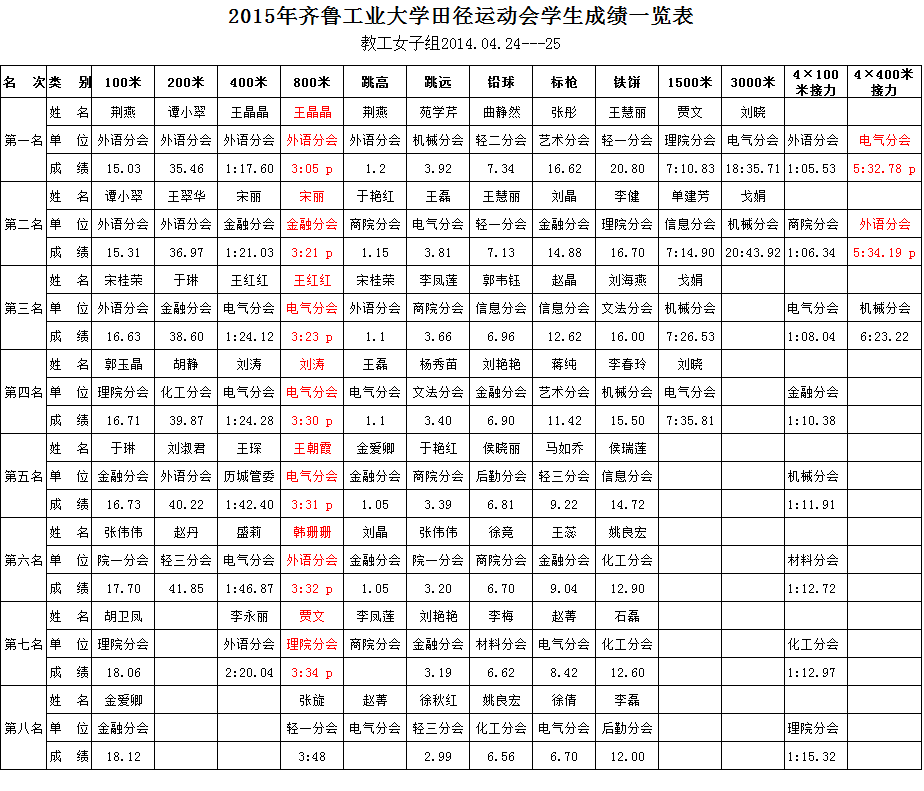 2015年齐鲁工业大学田径运动会学生成绩一览表
教工女子组2014.04.24---25
名 次 类 别 100米 200米 400米 800米 跳高 跳远 铅球 标枪 铁饼 1500米 3000米 4×100米接力 4×400米接力
姓 名 荆燕 谭小翠 王晶晶 王晶晶 荆燕 苑学芹 曲静然 张彤 王慧丽 贾文 刘晓
第一名 单 位 外语分会 外语分会 外语分会 外语分会 外语分会 机械分会 轻二分会 艺术分会 轻一分会 理院分会 电气分会 外语分会 电气分会
成 绩 15.03 35.46 1:17.60 3:05 p 1.2 3.92 7.34 16.62 20.80 7:10.83 18:35.71 1:05.53 5:32.78 p
姓 名 谭小翠 王翠华 宋丽 宋丽 于艳红 王磊 王慧丽 刘晶 李健 单建芳 戈娟
第二名 单 位 外语分会 外语分会 金融分会 金融分会 商院分会 电气分会 轻一分会 金融分会 理院分会 信息分会 机械分会 商院分会 外语分会
成 绩 15.31 36.97 1:21.03 3:21 p 1.15 3.81 7.13 14.88 16.70 7:14.90 20:43.92 1:06.34 5:34.19 p
姓 名 宋桂荣 于琳 王红红 王红红 宋桂荣 李凤莲 郭韦钰 赵晶 刘海燕 戈娟
第三名 单 位 外语分会 金融分会 电气分会 电气分会 外语分会 商院分会 信息分会 信息分会 文法分会 机械分会 电气分会 机械分会
成 绩 16.63 38.60 1:24.12 3:23 p 1.1 3.66 6.96 12.62 16.00 7:26.53 1:08.04 6:23.22
姓 名 郭玉晶 胡静 刘涛 刘涛 王磊 杨秀苗 刘艳艳 蒋纯 李春玲 刘晓
第四名 单 位 理院分会 化工分会 电气分会 电气分会 电气分会 文法分会 金融分会 艺术分会 机械分会 电气分会 金融分会
成 绩 16.71 39.87 1:24.28 3:30 p 1.1 3.40 6.90 11.42 15.50 7:35.81 1:10.38
姓 名 于琳 刘淑君 王琛 王朝霞 金爱卿 于艳红 侯晓丽 马如乔 侯瑞莲
第五名 单 位 金融分会 外语分会 历城管委 电气分会 金融分会 商院分会 后勤分会 轻三分会 信息分会 机械分会
成 绩 16.73 40.22 1:42.40 3:31 p 1.05 3.39 6.81 9.22 14.72 1:11.91
姓 名 张伟伟 赵丹 盛莉 韩珊珊 刘晶 张伟伟 徐竟 王蕊 姚良宏
第六名 单 位 院一分会 轻三分会 电气分会 外语分会 金融分会 院一分会 商院分会 金融分会 化工分会 材料分会
成 绩 17.70 41.85 1:46.87 3:32 p 1.05 3.20 6.70 9.04 12.90 1:12.72
姓 名 胡卫凤 李永丽 贾文 李凤莲 刘艳艳 李梅 赵菁 石磊
第七名 单 位 理院分会 外语分会 理院分会 商院分会 金融分会 材料分会 电气分会 化工分会 化工分会
成 绩 18.06 2:20.04 3:34 p 3.19 6.62 8.42 12.60 1:12.97
姓 名 金爱卿 张旋 赵菁 徐秋红 姚良宏 徐倩 李磊
第八名 单 位 金融分会 轻一分会 电气分会 轻三分会 化工分会 电气分会 后勤分会 理院分会
成 绩 18.12 3:48 2.99 6.56 6.70 12.00 1:15.32